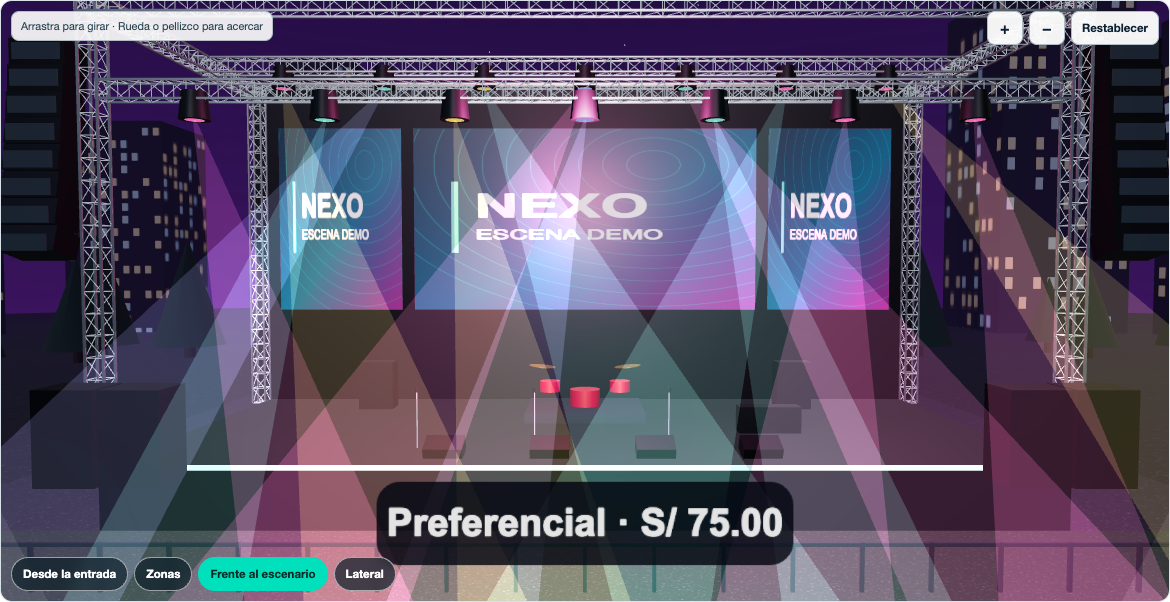 Arrastra para girar · Rueda o pellizco para acercar
+
−
Restablecer
NEXO
ESCENA DEMO
NEXO
ESCENA DEMO
NEXO
ESCENA DEMO
Preferencial · S/ 75.00
Desde la entrada
Zonas
Frente al escenario
Lateral